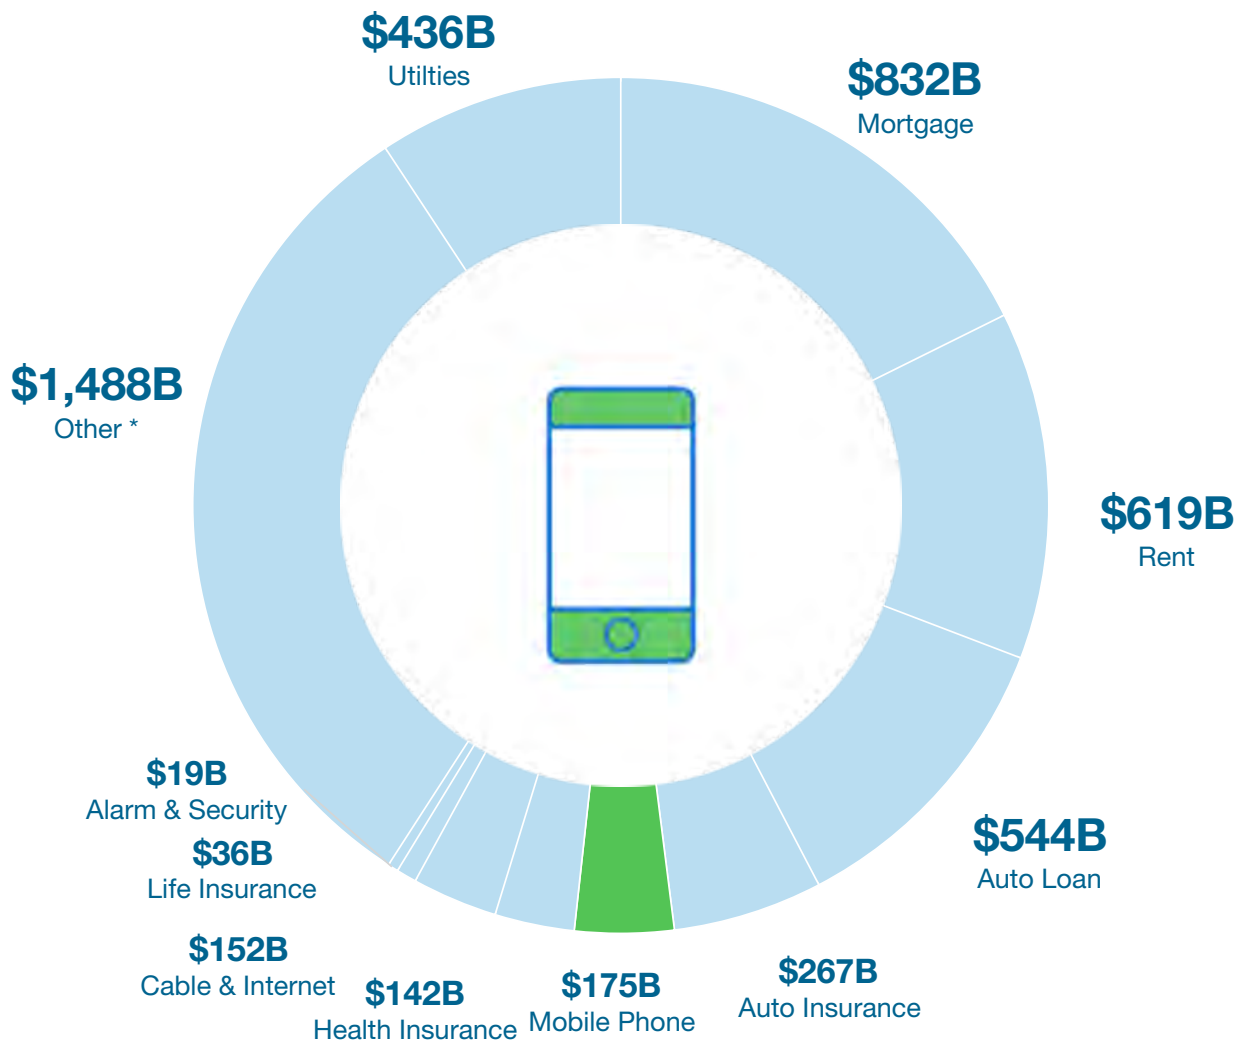 $436B
Utilties
$832B
Mortgage
$1,488B
Other *
$619B
Rent
$19B
Alarm & Security
$36B
Life Insurance
$544B
Auto Loan
$152B
Cable & Internet
$142B
Health Insurance
$175B
Mobile Phone
$267B
Auto Insurance